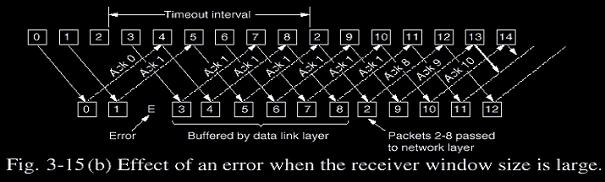 Timeout interval
0 1 2 3 4 5 6 7 8 2 9 10 11 12 13 14
Ack 0 Ack 1 Ack 1 Ack 1 Ack 1 Ack 1 Ack 1 Ack 8 Ack 9 Ack 10
0 1 E 3 4 5 6 7 8 2 9 10 11 12
Error
Buffered by data link layer
Packets 2-8 passed
to network layer
Fig. 3-15(b) Effect of an error when the receiver window size is large.